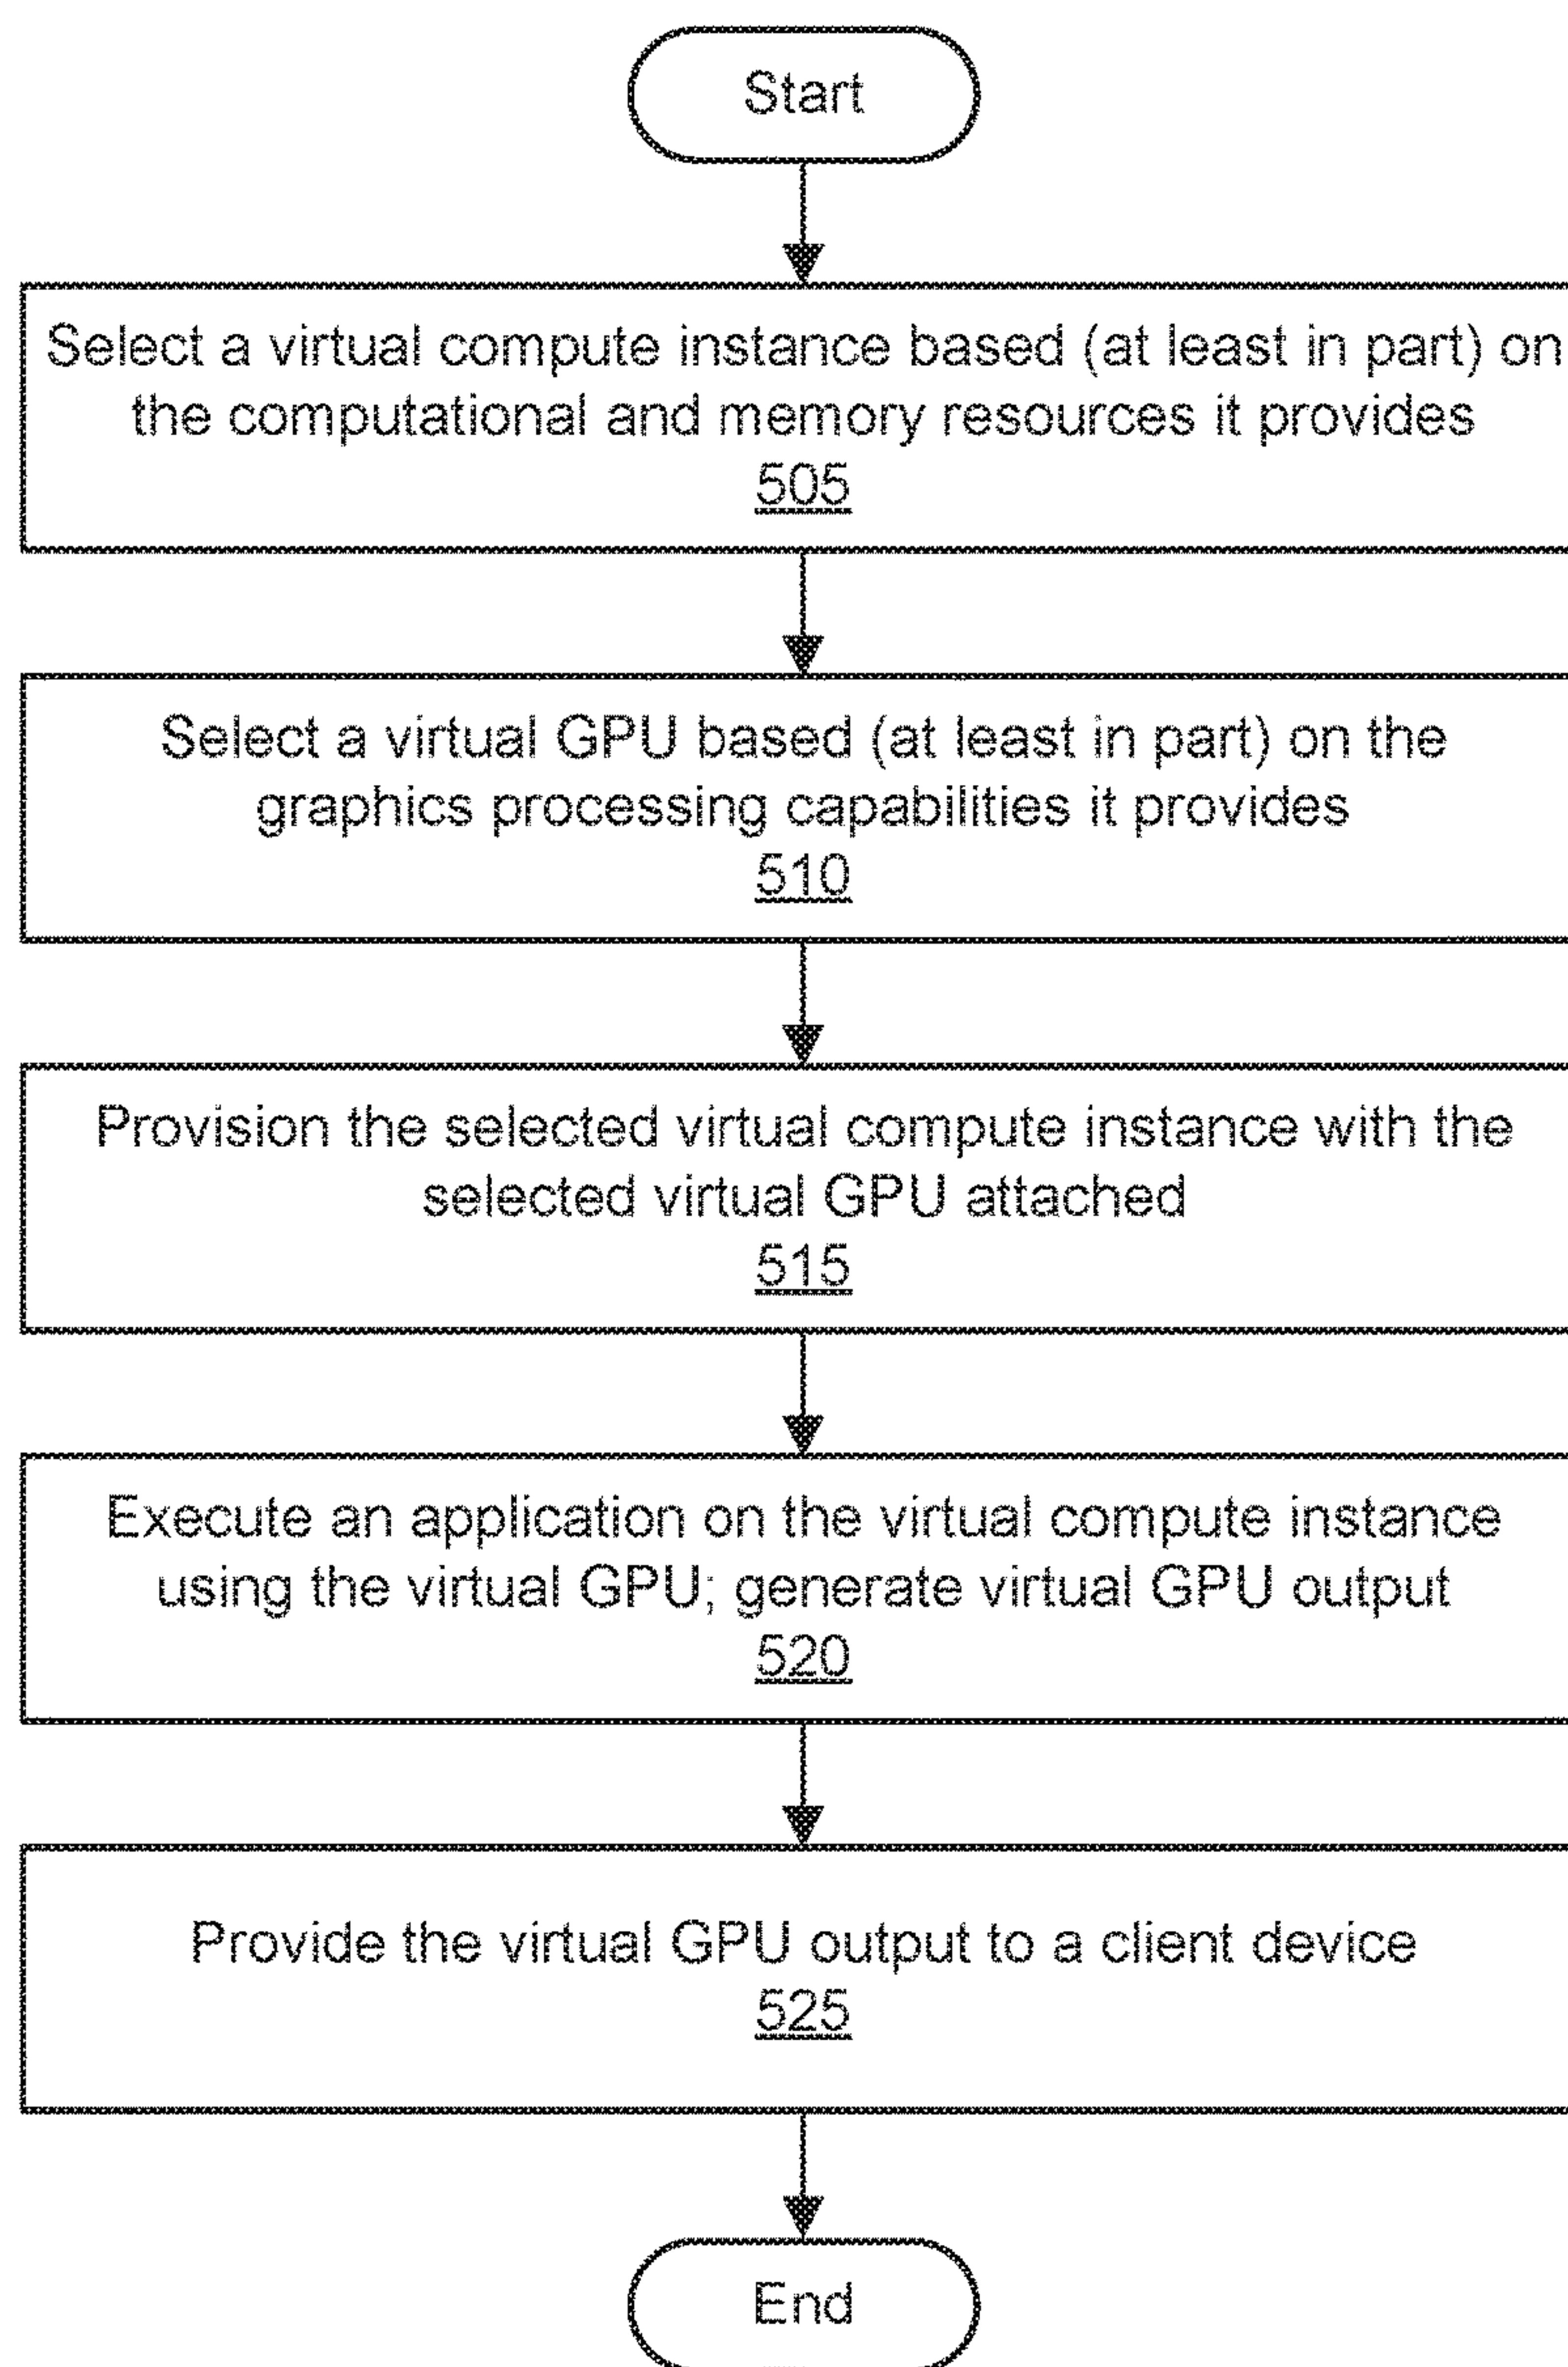 Start
Select a virtual compute instance based (at least in part) on
the computational and memory resources it provides
505
Select a virtual GPU based (at least in part) on the
graphics processing capabilities it provides
510
Provision the selected virtual compute instance with the
selected virtual GPU attached
515
Execute an application on the virtual compute instance
using the virtual GPU; generate virtual GPU output
520
Provide the virtual GPU output to a client device
525
End